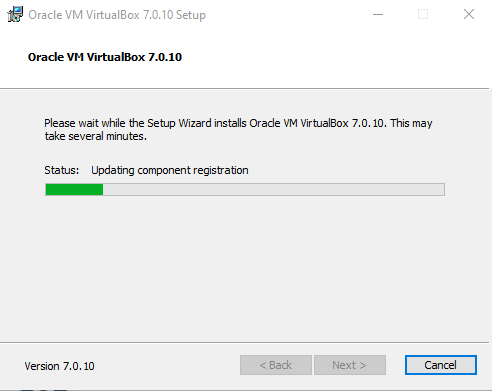 Oracle VM VirtualBox 7.0.10 Setup
Oracle VM VirtualBox 7.0.10
Please wait while the Setup Wizard installs Oracle VM VirtualBox 7.0.10. This may
take several minutes.
Status: Updating component registration
Version 7.0.10
< Back Next > Cancel